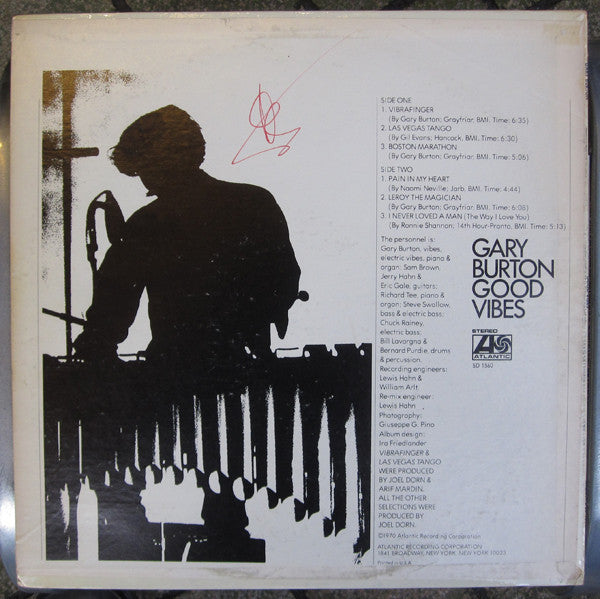 SIDE ONE
1. VIBRAFINGER
(By Gary Burton; Grayfriar, BMI. Time: 6:35)
2. LAS VEGAS TANGO
(By Gil Evans; Hancock, BMI. Time: 6:30)
3. BOSTON MARATHON
(By Gary Burton; Grayfriar, BMI. Time: 5:06)
SIDE TWO
1. PAIN IN MY HEART
(By Naomi Neville; Jarb, BMI. Time: 4:44)
2. LEROY THE MAGICIAN
(By Gary Burton; Grayfriar, BMI. Time: 6:06)
3. I NEVER LOVED A MAN (The Way I Love You)
(By Ronnie Shannon; 14th Hour-Pronto, BMI. Time: 5:13)
The personnel is:
Gary Burton, vibes,
electric vibes, piano &
organ; Sam Brown,
Jerry Hahn &
Eric Gale, guitars;
Richard Tee, piano &
organ; Steve Swallow,
bass & electric bass;
Chuck Rainey,
electric bass;
Bill Lavorgna &
Bernard Purdie, drums
& percussion.
Recording engineers:
Lewis Hahn &
William Arlt.
Re-mix engineer:
Lewis Hahn
Photography:
Giuseppe G. Pino
Album design:
Ira Friedlander
VIBRAFINGER &
LAS VEGAS TANGO
WERE PRODUCED
BY JOEL DORN &
ARIF MARDIN.
ALL THE OTHER
SELECTIONS WERE
PRODUCED BY
JOEL DORN.
©1970 Atlantic Recording Corporation
ATLANTIC RECORDING CORPORATION
1841 BROADWAY, NEW YORK, NEW YORK 10023
Printed in U.S.A.
GARY
BURTON
GOOD
VIBES
STEREO
ATLANTIC
SD 1560